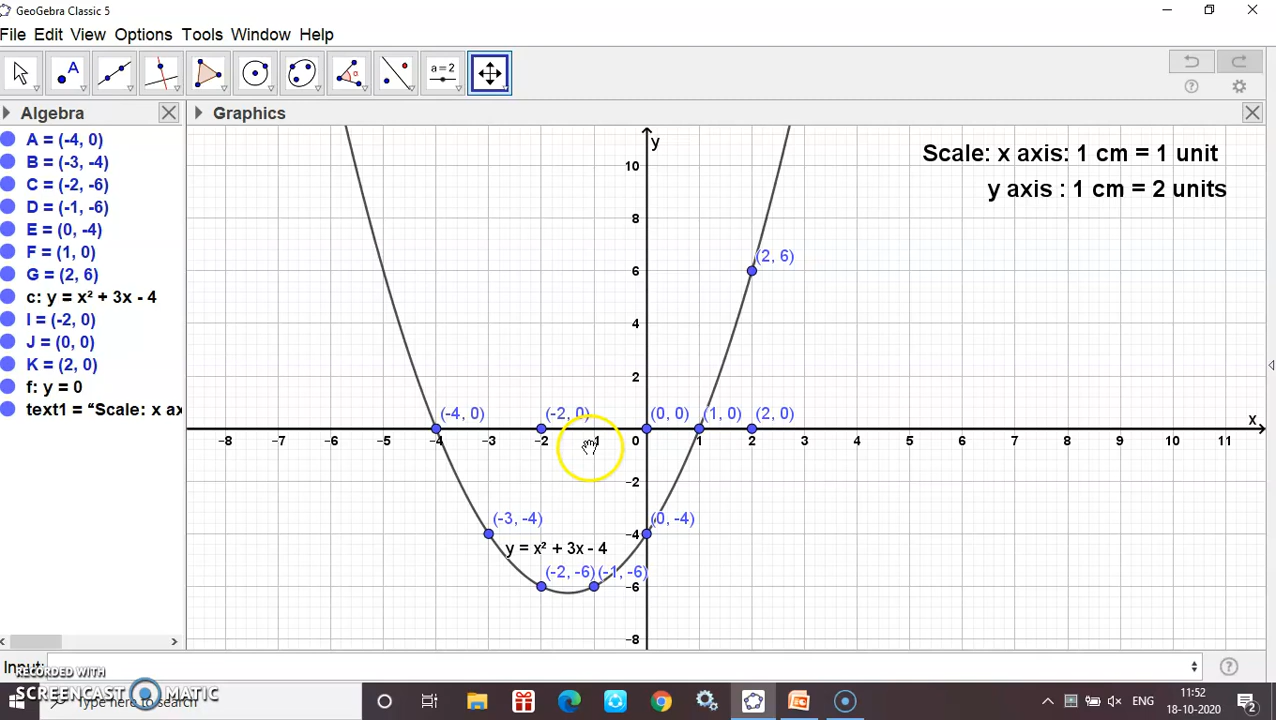 GeoGebra Classic 5
File Edit View Options Tools Window Help
A
α
a=2
Algebra
Graphics
A = (-4, 0)
B = (-3, -4)
C = (-2, -6)
D = (-1, -6)
E = (0, -4)
F = (1, 0)
G = (2, 6)
c: y = x² + 3x - 4
I = (-2, 0)
J = (0, 0)
K = (2, 0)
f: y = 0
text1 = “Scale: x ax
Scale: x axis: 1 cm = 1 unit
y axis : 1 cm = 2 units
y
10
8
(2, 6)
6
4
2
(-4, 0) (-2, 0) (0, 0) (1, 0) (2, 0)
x
-8 -7 -6 -5 -4 -3 -2 -1 0 1 2 3 4 5 6 7 8 9 10 11
-2
(-3, -4) (0, -4)
-4
y = x² + 3x - 4
(-2, -6) (-1, -6)
-6
-8
Input:
RECORDED WITH
SCREENCAST MATIC
Type here to search
ENG
11:52
18-10-2020
2